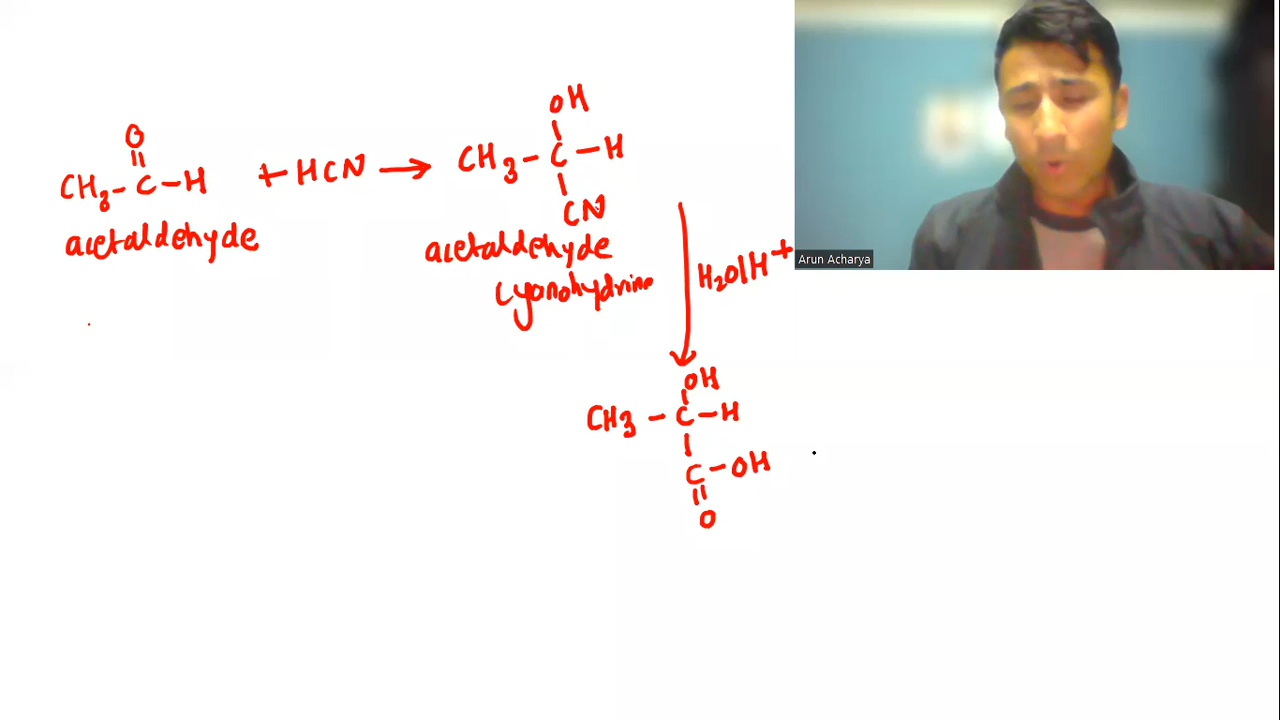 O
||
CH3-C-H + HCN →
acetaldehyde
OH
CH3-C-H
CN
acetaldehyde
cyanohydrine
H2O/H+
OH
CH3-C-H
C-OH
||
O
Arun Acharya